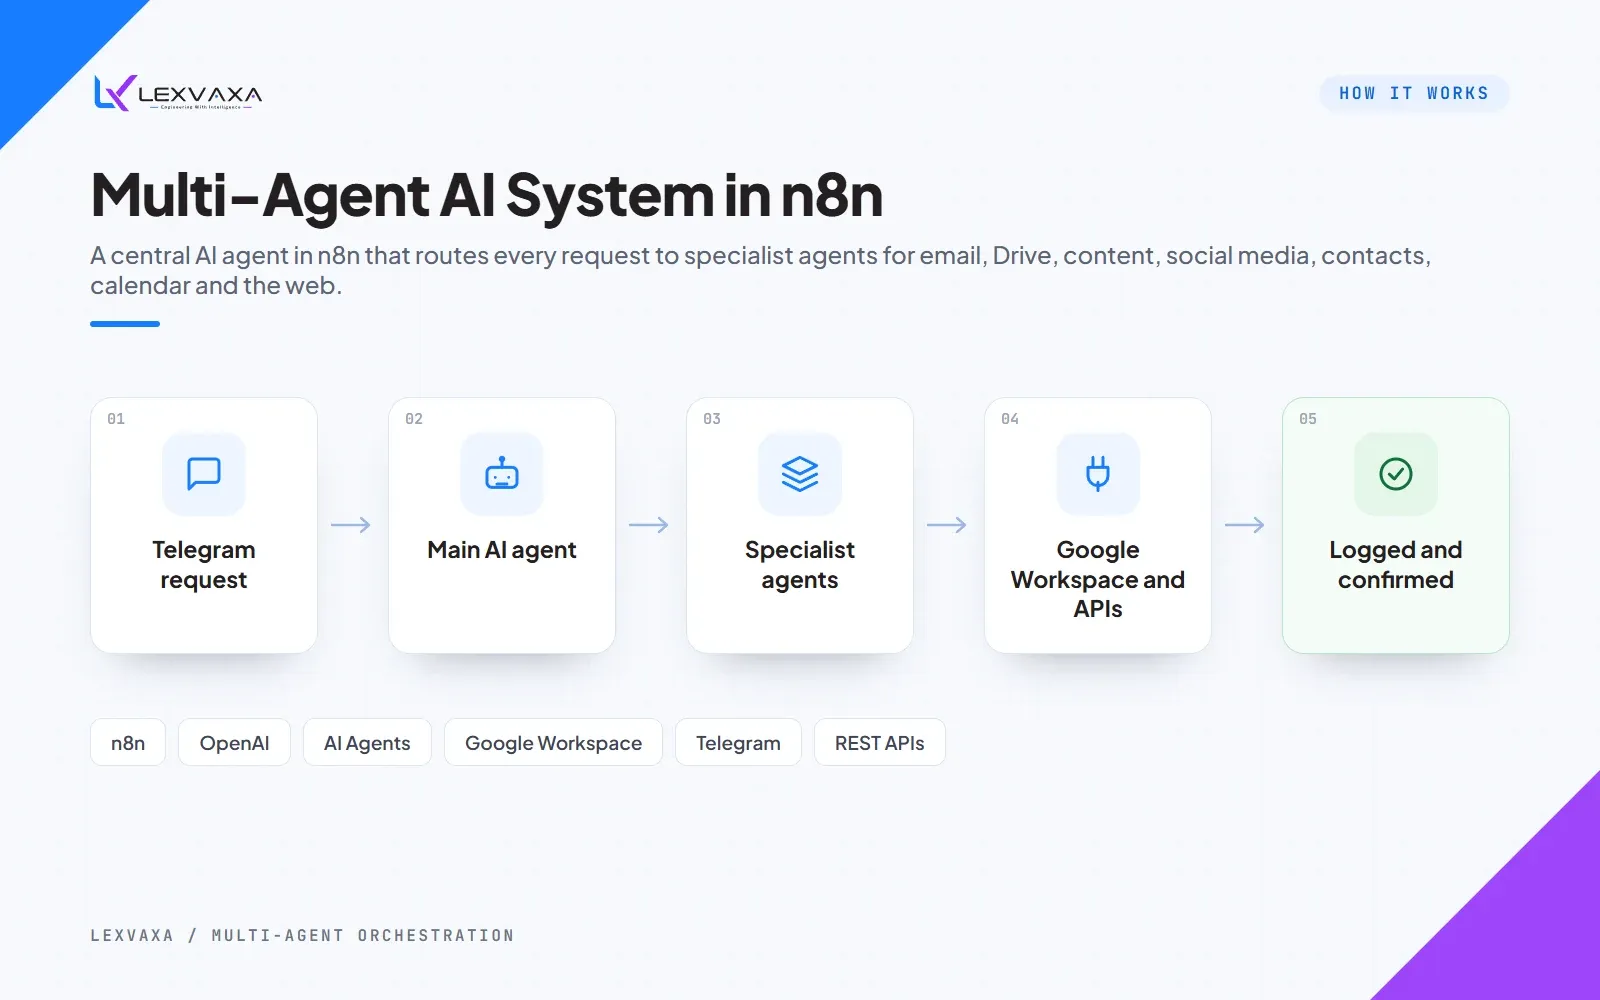 LEXVAXA
Engineering With Intelligence
HOW IT WORKS
Multi-Agent AI System in n8n
A central AI agent in n8n that routes every request to specialist agents for email, Drive, content, social media, contacts,
calendar and the web.
01
Telegram
request
02
Main AI agent
03
Specialist
agents
04
Google
Workspace and
APIs
05
Logged and
confirmed
n8n
OpenAI
AI Agents
Google Workspace
Telegram
REST APIs
LEXVAXA / MULTI-AGENT ORCHESTRATION